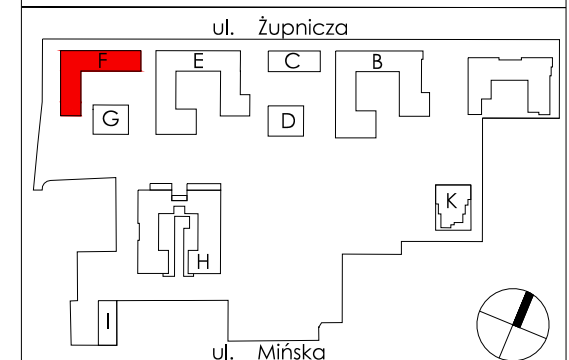 ul. Żupnicza
F E C B
G D
K
H
I
ul. Mińska